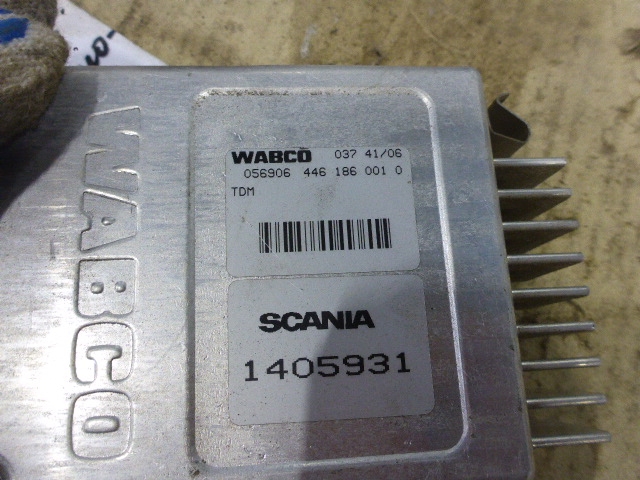 WABCO
WABCO 037 41/06
056906 446 186 001 0
TDM
SCANIA
1405931